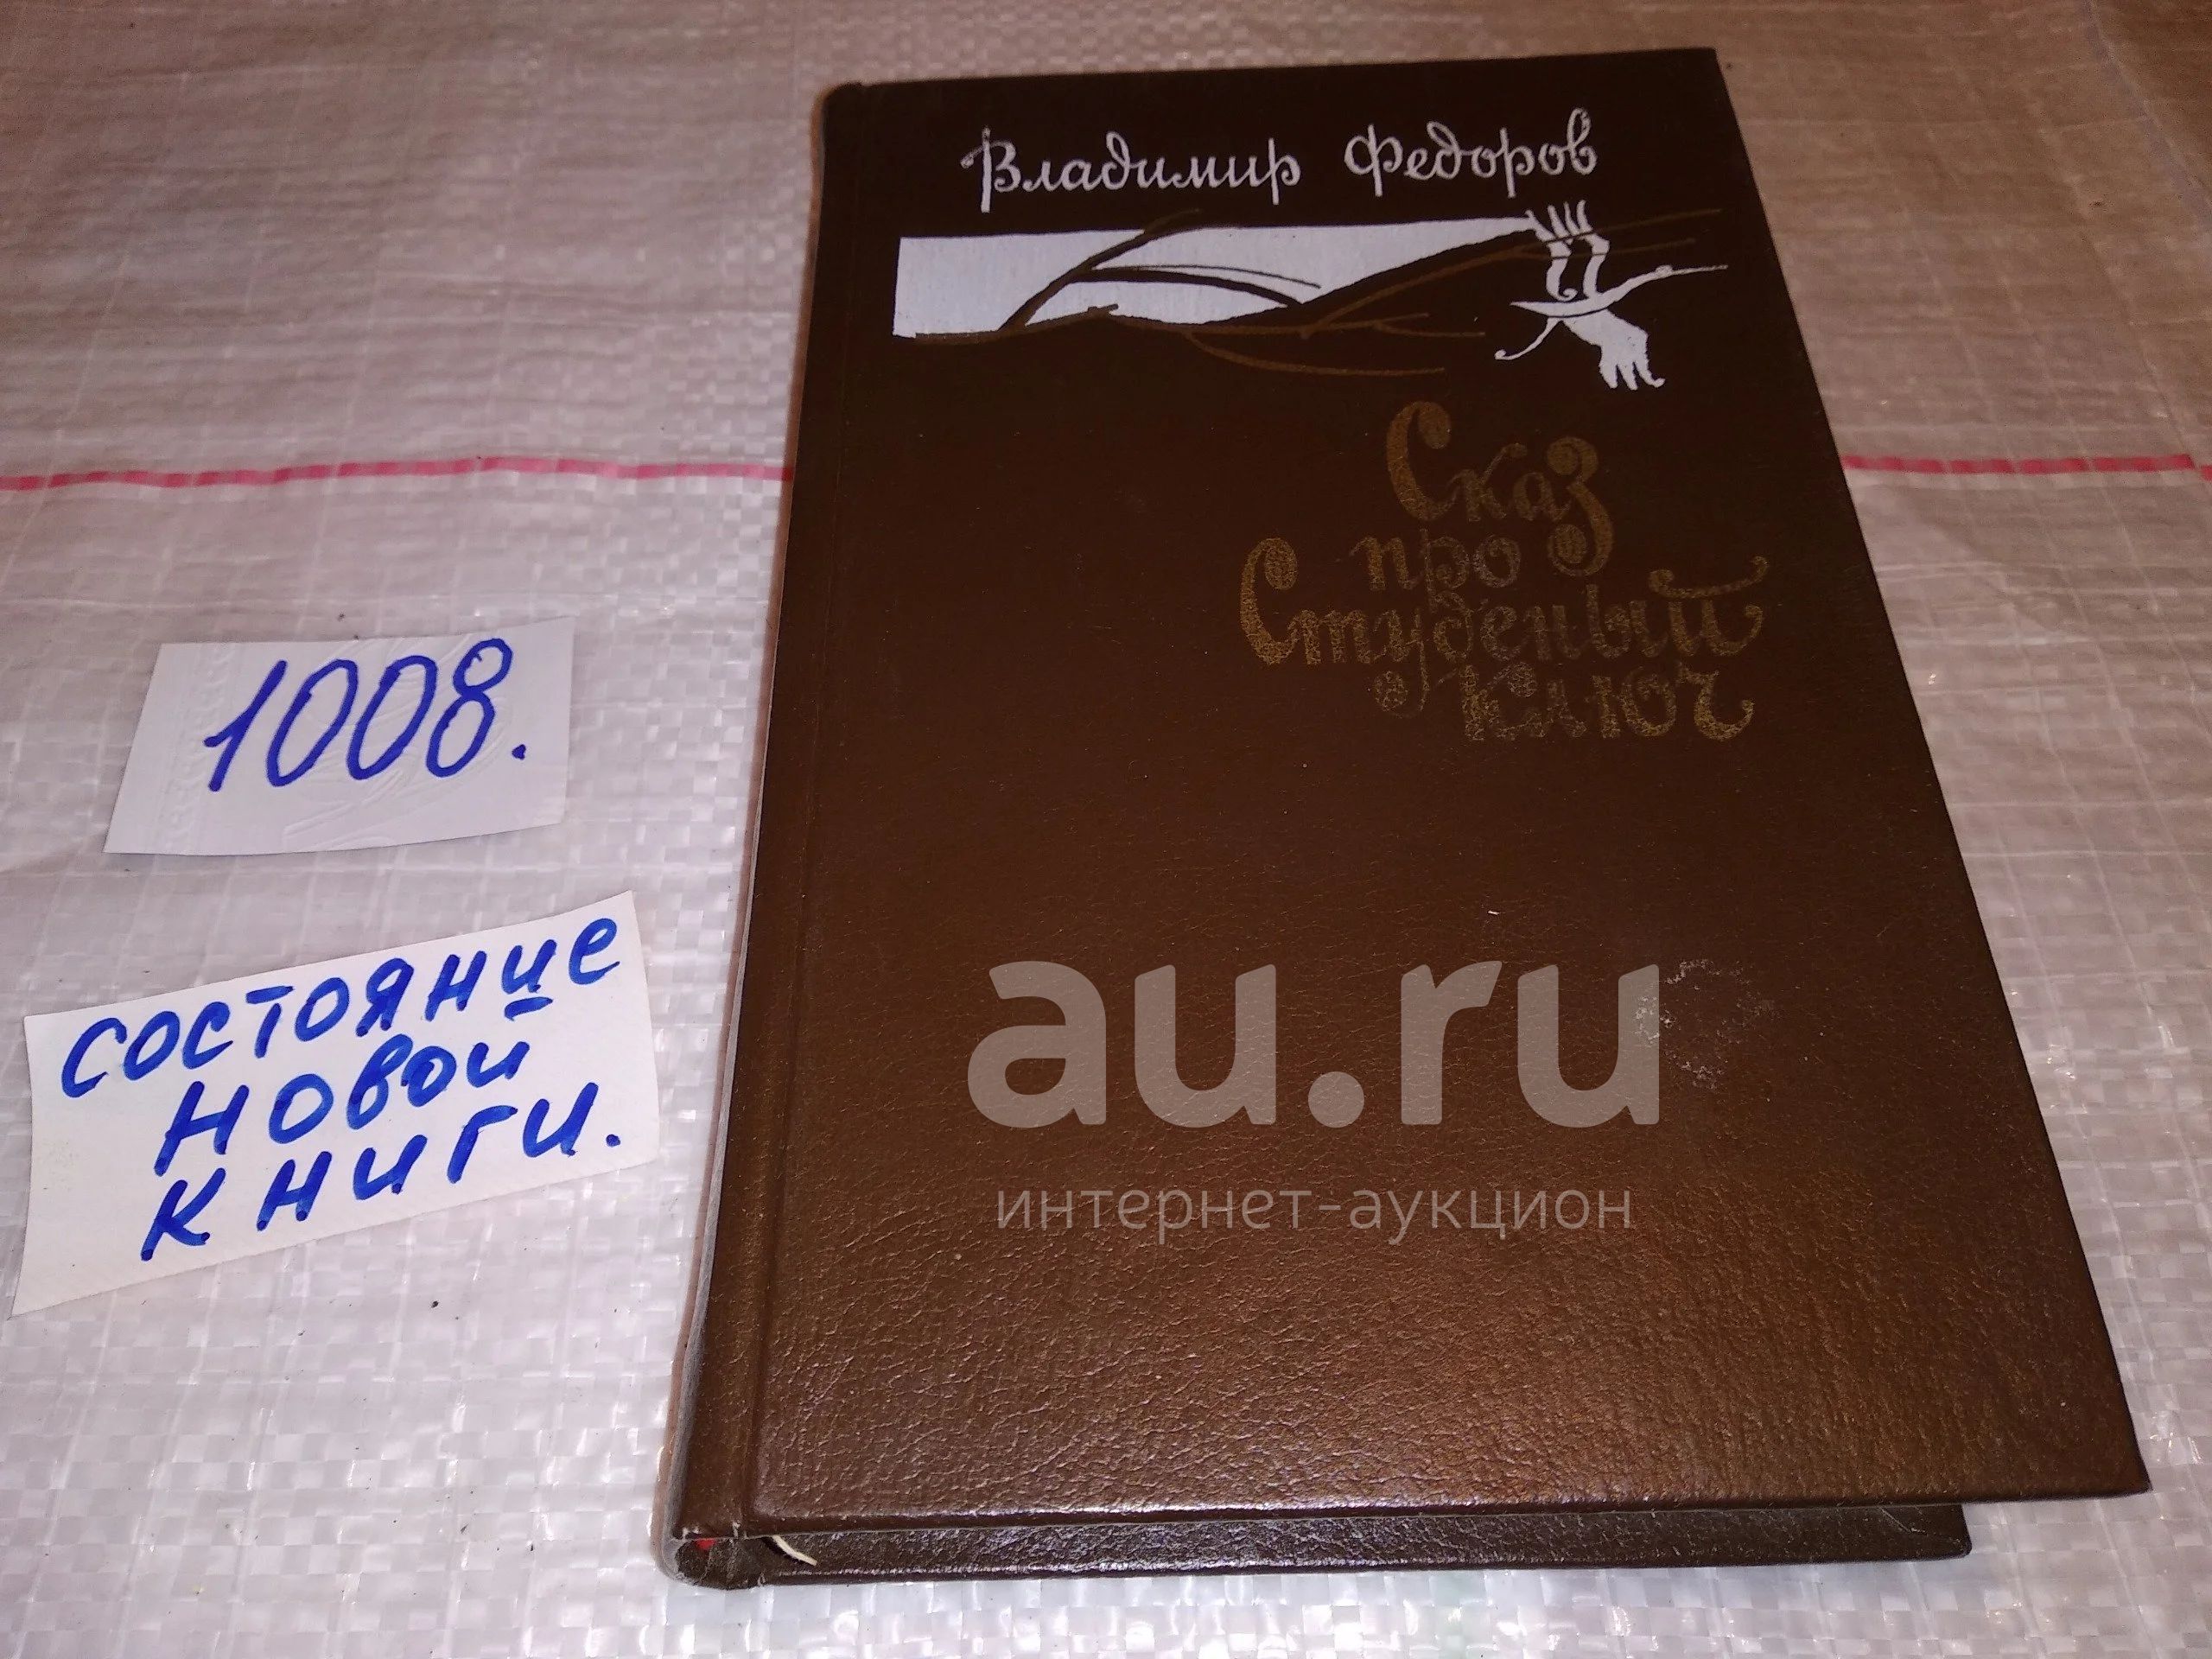 Владимир Федоров
Сказ
про
Студеный
ключ
1008.
состояние
новой
книги.
au.ru
интернет-аукцион